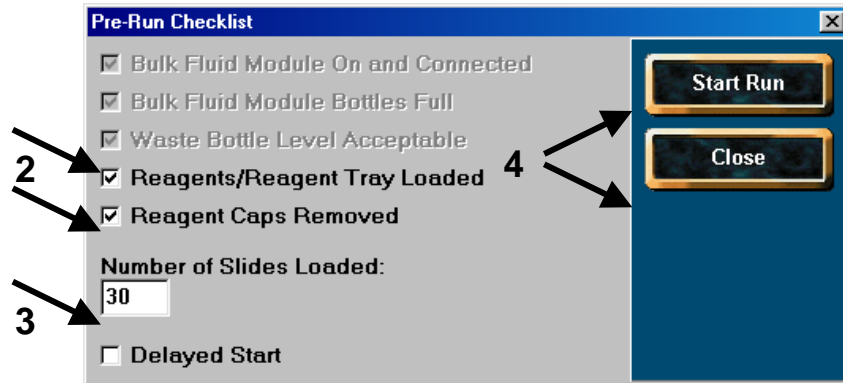 Pre-Run Checklist
Bulk Fluid Module On and Connected
Bulk Fluid Module Bottles Full
Waste Bottle Level Acceptable
2
Reagents/Reagent Tray Loaded
Reagent Caps Removed
Number of Slides Loaded:
30
3
Delayed Start
4
Start Run
Close